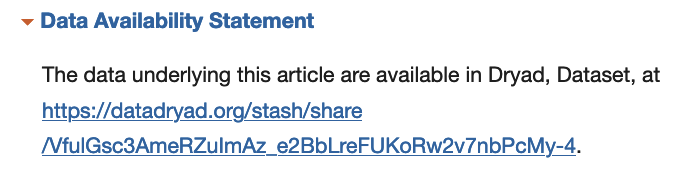 Data Availability Statement
The data underlying this article are available in Dryad, Dataset, at
https://datadryad.org/stash/share
/VfulGsc3AmeRZulmAz_e2BbLreFUKoRw2v7nbPcMy-4.